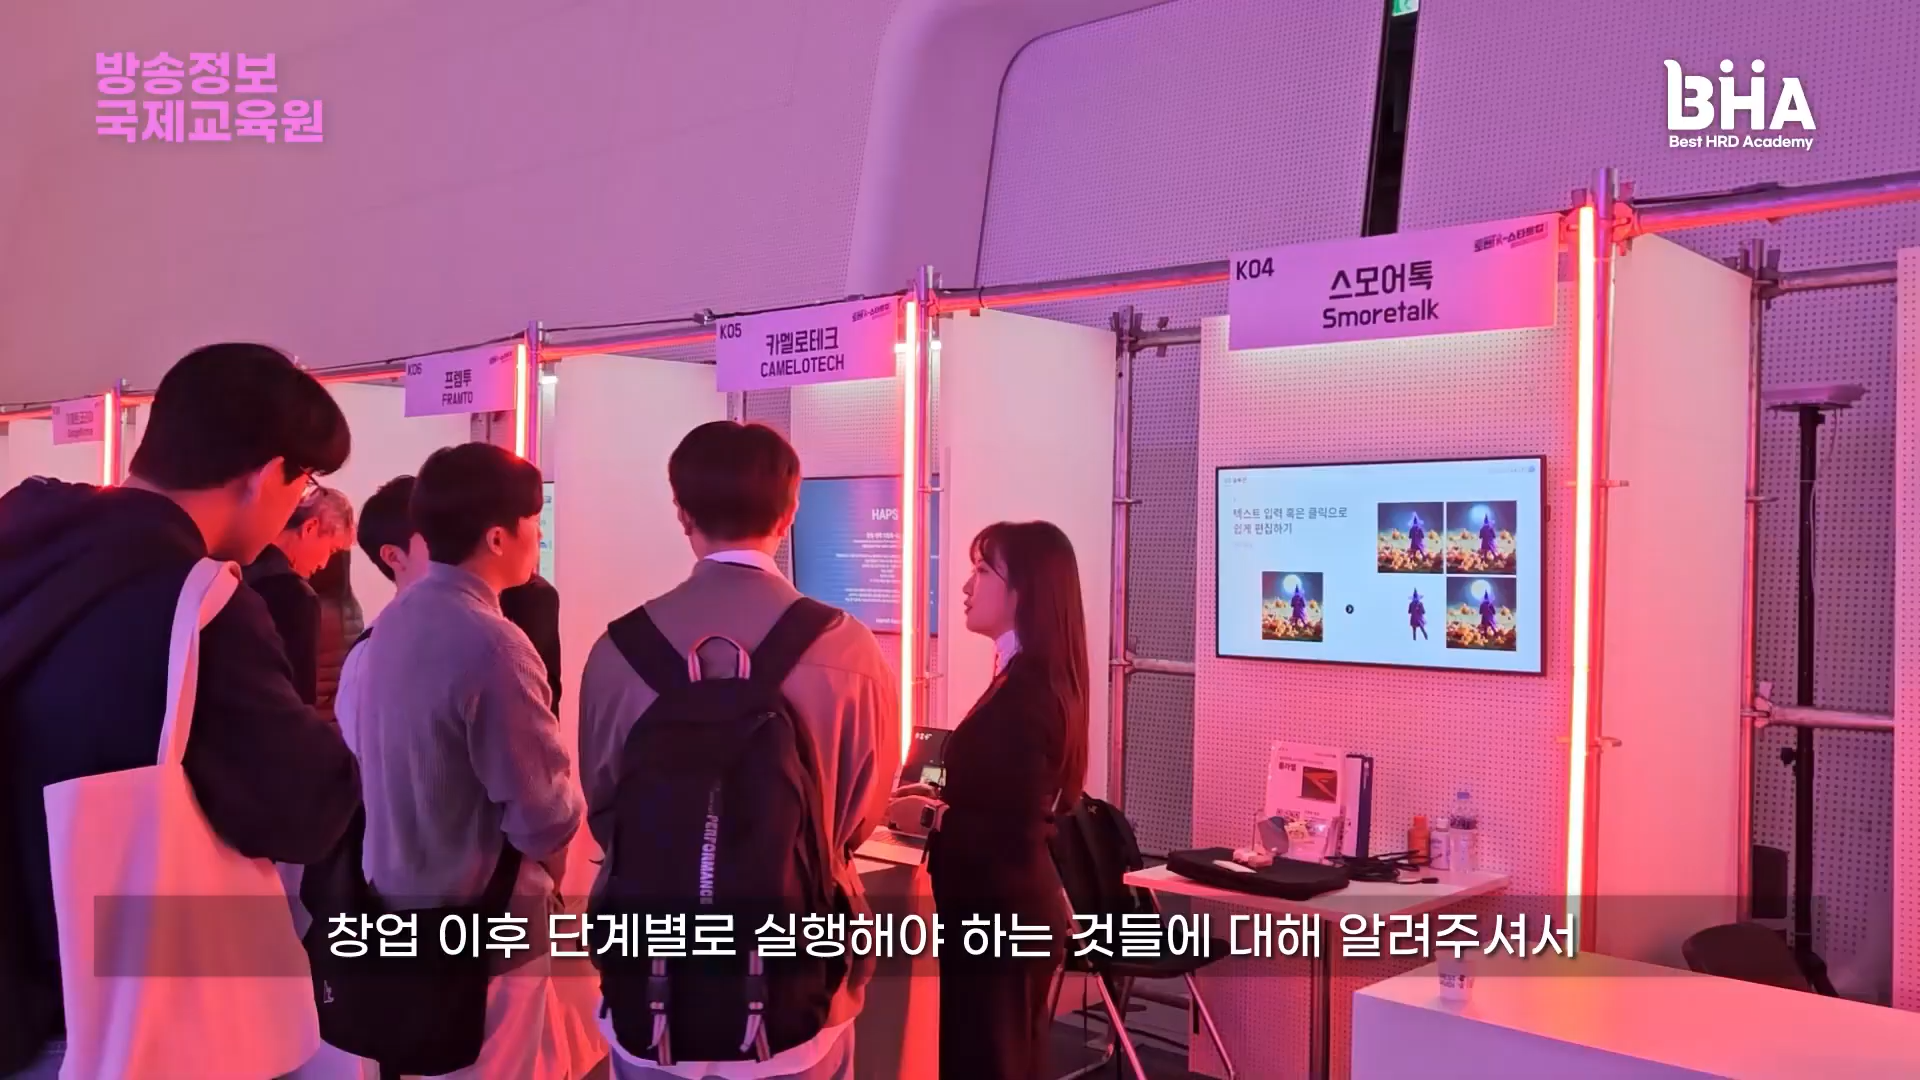 방송정보
국제교육원
BHA
Best HRD Academy
K04
스모어톡
Smoretalk
K05
카멜로테크
CAMELOTECH
K06
프렘투
FRAMTO
HAPS
텍스트 입력 혹은 클릭으로
쉽게 편집하기
PERFORMANCE
창업 이후 단계별로 실행해야 하는 것들에 대해 알려주셔서